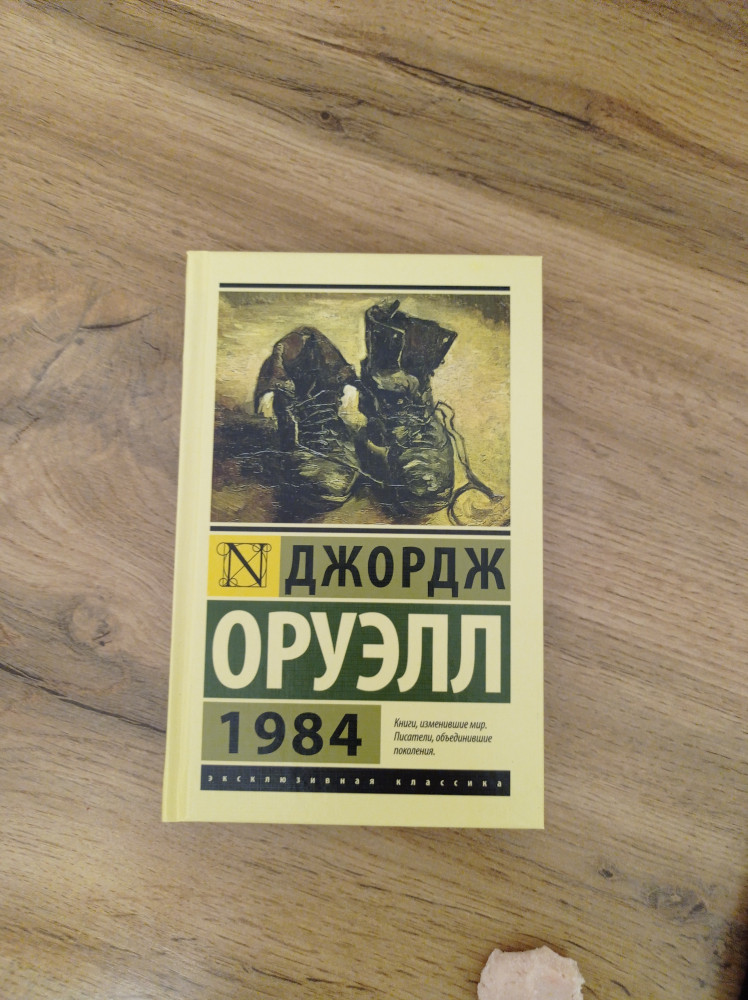 N ДЖОРДЖ
ОРУЭЛЛ
1984
Книги, изменившие мир.
Писатели, объединившие
поколения.
эксклюзивная классика